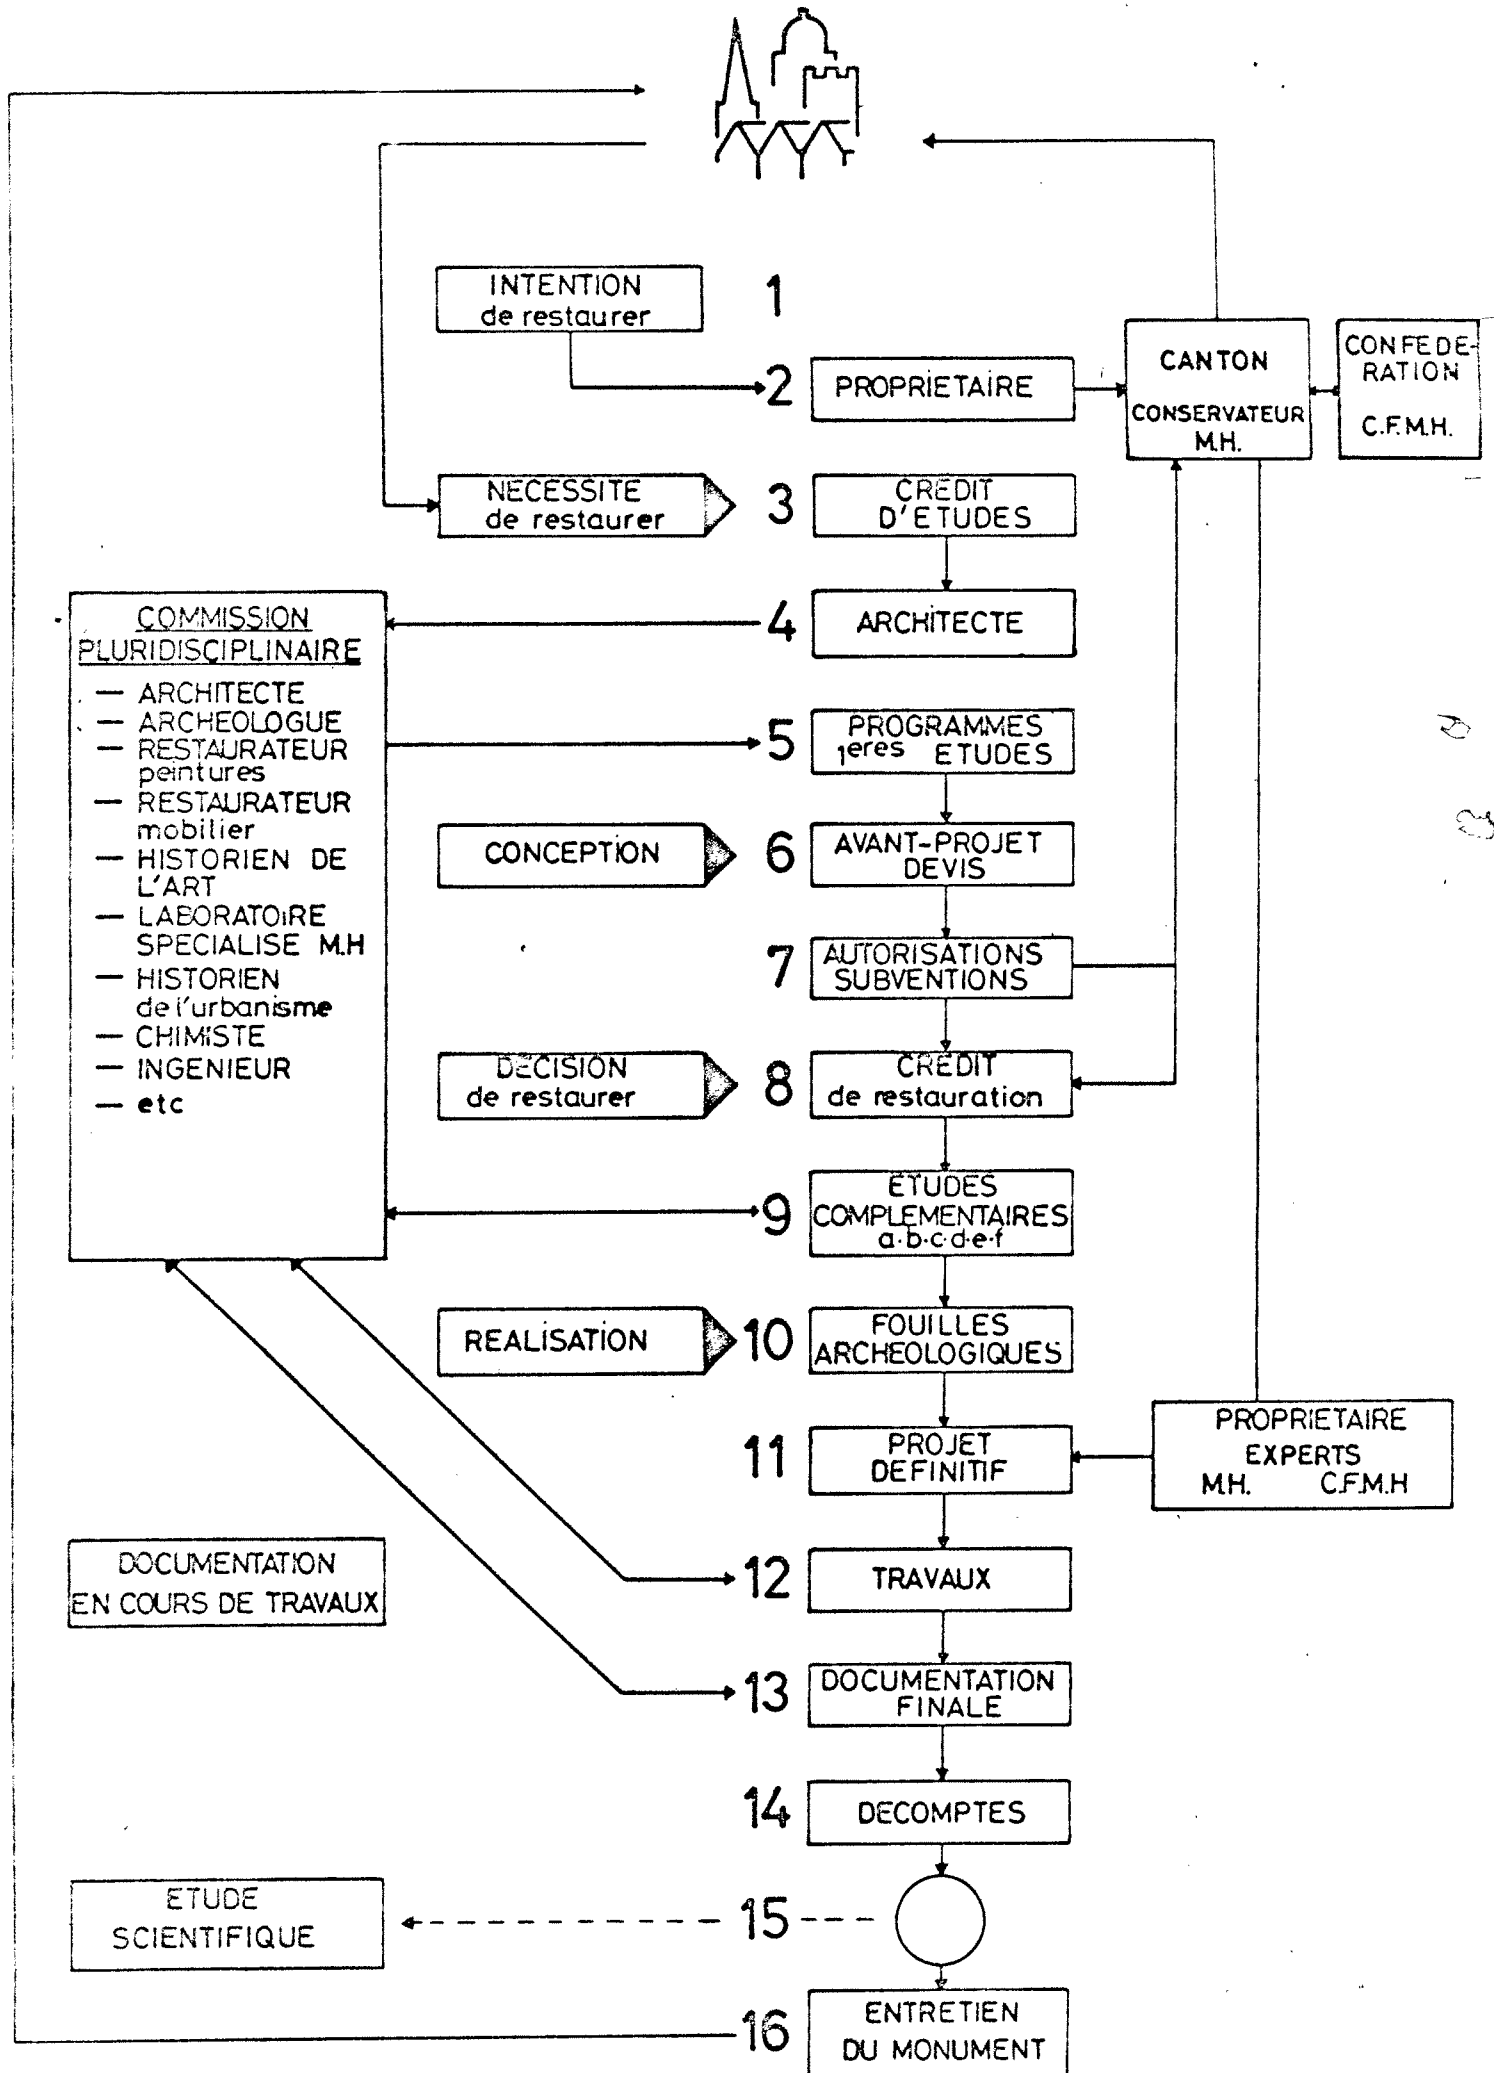 INTENTION
de restaurer
1
2
PROPRIETAIRE
CANTON
CONSERVATEUR
M.H.
CONFEDE-
RATION
C.F.M.H.
NECESSITE
de restaurer
3
CREDIT
D'ETUDES
COMMISSION
PLURIDISCIPLINAIRE
— ARCHITECTE
— ARCHEOLOGUE
— RESTAURATEUR
peintures
— RESTAURATEUR
mobilier
— HISTORIEN DE
L'ART
— LABORATOIRE
SPECIALISE M.H
— HISTORIEN
de l'urbanisme
— CHIMISTE
— INGENIEUR
— etc
4
ARCHITECTE
5
PROGRAMMES
1eres ETUDES
CONCEPTION
6
AVANT-PROJET
DEVIS
7
AUTORISATIONS
SUBVENTIONS
DECISION
de restaurer
8
CREDIT
de restauration
9
ETUDES
COMPLEMENTAIRES
a·b·c·d·e·f
REALISATION
10
FOUILLES
ARCHEOLOGIQUES
11
PROJET
DEFINITIF
PROPRIETAIRE
EXPERTS
M.H. C.F.M.H
DOCUMENTATION
EN COURS DE TRAVAUX
12
TRAVAUX
13
DOCUMENTATION
FINALE
14
DECOMPTES
ETUDE
SCIENTIFIQUE
15
16
ENTRETIEN
DU MONUMENT